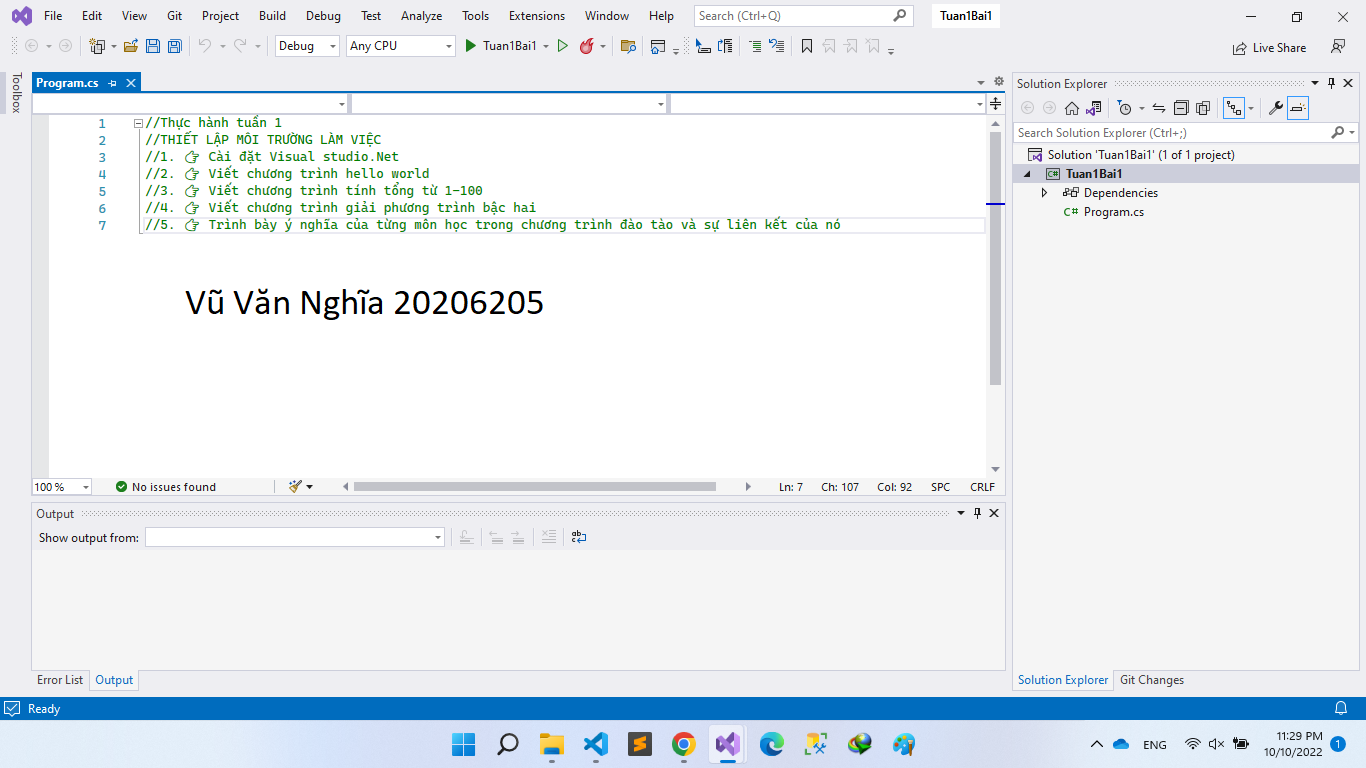 File Edit View Git Project Build Debug Test Analyze Tools Extensions Window Help Search (Ctrl+Q) Tuan1Bai1
Debug Any CPU Tuan1Bai1 Live Share
Toolbox
Program.cs
1 //Thực hành tuần 1
2 //THIẾT LẬP MÔI TRƯỜNG LÀM VIỆC
3 //1. 👉 Cài đặt Visual studio.Net
4 //2. 👉 Viết chương trình hello world
5 //3. 👉 Viết chương trình tính tổng từ 1-100
6 //4. 👉 Viết chương trình giải phương trình bậc hai
7 //5. 👉 Trình bày ý nghĩa của từng môn học trong chương trình đào tào và sự liên kết của nó
Vũ Văn Nghĩa 20206205
100 % No issues found Ln: 7 Ch: 107 Col: 92 SPC CRLF
Output
Show output from:
Error List Output
Solution Explorer
Search Solution Explorer (Ctrl+;)
Solution 'Tuan1Bai1' (1 of 1 project)
C# Tuan1Bai1
Dependencies
C# Program.cs
Solution Explorer Git Changes
Ready
ENG
11:29 PM
10/10/2022
1